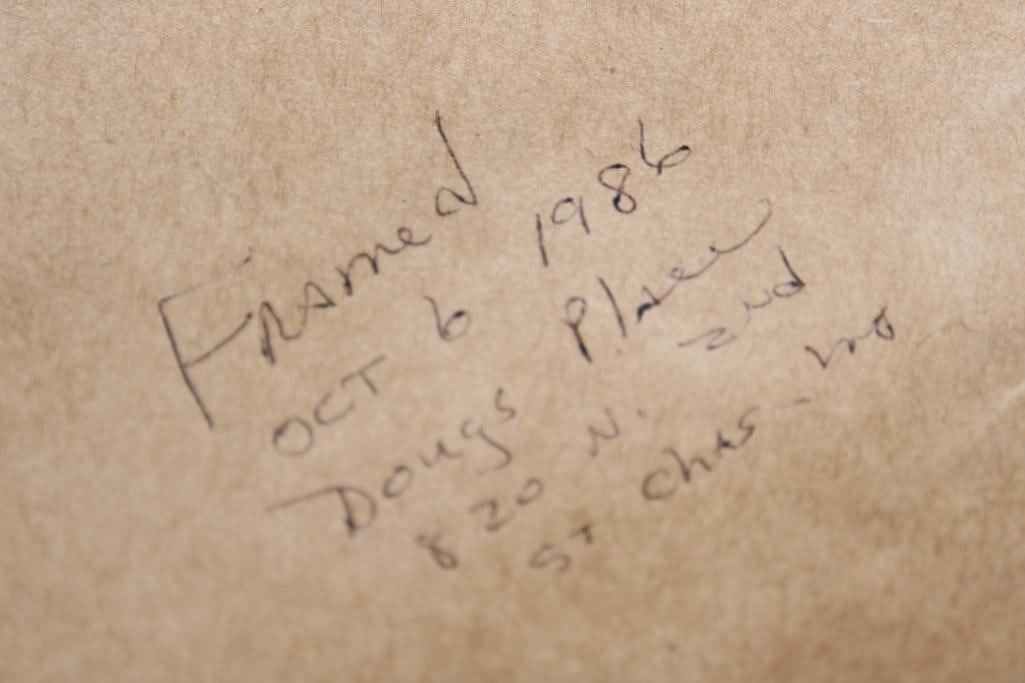 Framed
OCT 6 1986
Dougs Place
820 N. 2nd
St Chas - mo